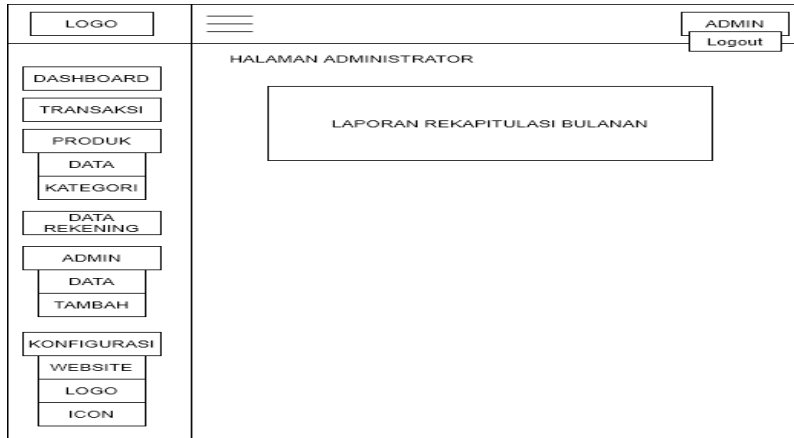 LOGO
ADMIN
Logout
HALAMAN ADMINISTRATOR
DASHBOARD
TRANSAKSI
PRODUK
DATA
KATEGORI
DATA
REKENING
ADMIN
DATA
TAMBAH
KONFIGURASI
WEBSITE
LOGO
ICON
LAPORAN REKAPITULASI BULANAN